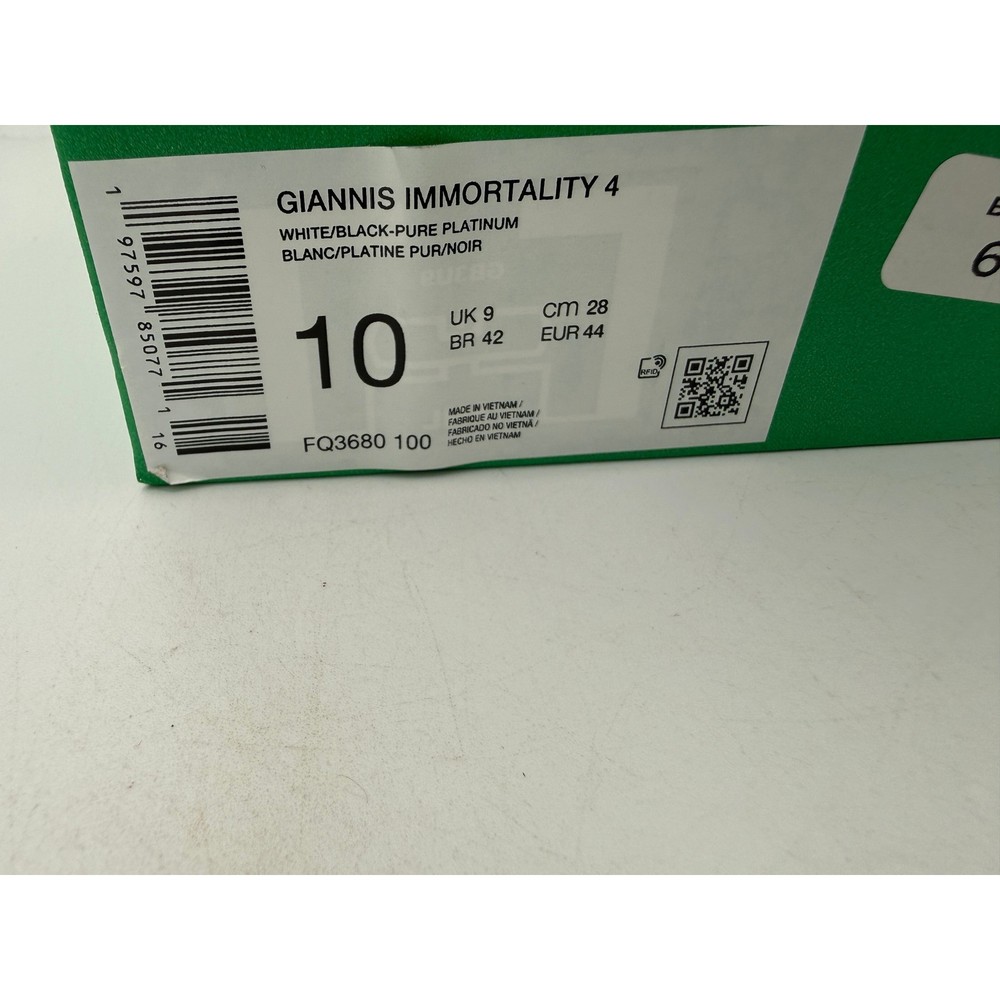 GIANNIS IMMORTALITY 4
WHITE/BLACK-PURE PLATINUM
BLANC/PLATINE PUR/NOIR
10
UK 9 cm 28
BR 42 EUR 44
FQ3680 100
MADE IN VIETNAM /
FABRIQUE AU VIETNAM /
FABRICADO NO VIETNÃ /
HECHO EN VIETNAM
RFID
1 97597 85077 1 16
6